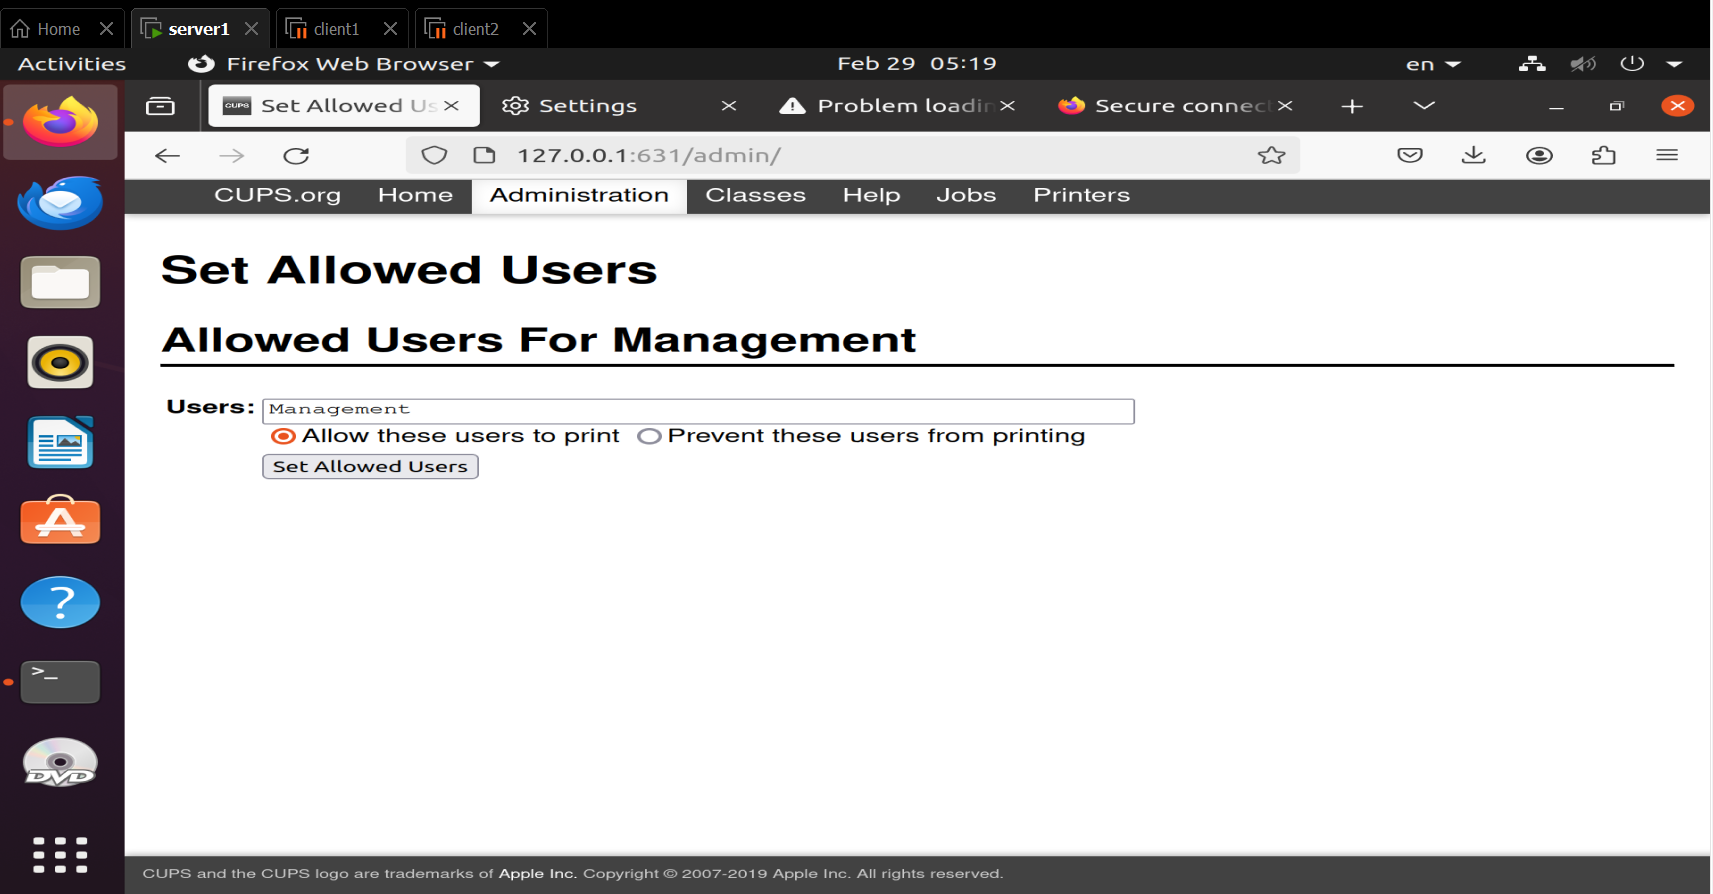 Home server1 client1 client2
Activities Firefox Web Browser Feb 29 05:19 en
CUPS Set Allowed Us Settings Problem loadin Secure connect
127.0.0.1:631/admin/
CUPS.org Home Administration Classes Help Jobs Printers
Set Allowed Users
Allowed Users For Management
Users: Management
Allow these users to print Prevent these users from printing
Set Allowed Users
>_
DVD
CUPS and the CUPS logo are trademarks of Apple Inc. Copyright © 2007-2019 Apple Inc. All rights reserved.